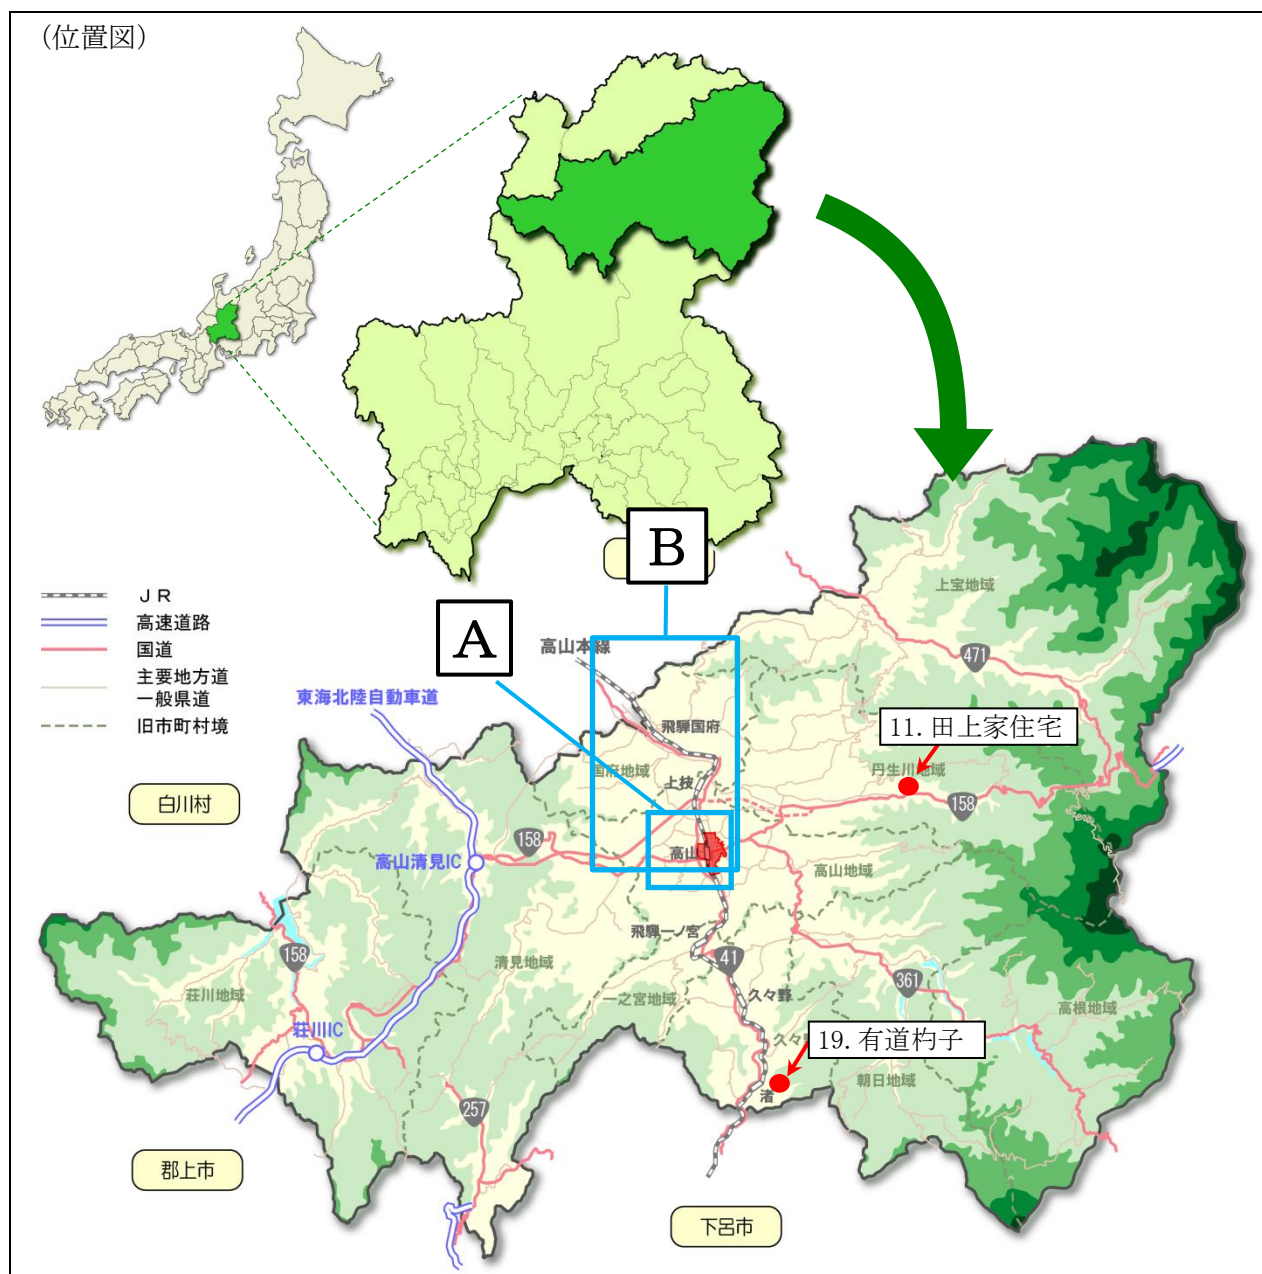 (位置図)
B
A
JR
高速道路
国道
主要地方道
一般県道
旧市町村境
高山本線
東海北陸自動車道
上宝地域
471
飛騨国府
11. 田上家住宅
国府地域
上枝
丹生川地域
158
白川村
158
高山清見IC
高山
高山地域
飛騨一ノ宮
158
清見地域
41
荘川地域
一之宮地域
久々野
361
高根地域
荘川IC
久々
19. 有道杓子
朝日地域
渚
257
郡上市
下呂市